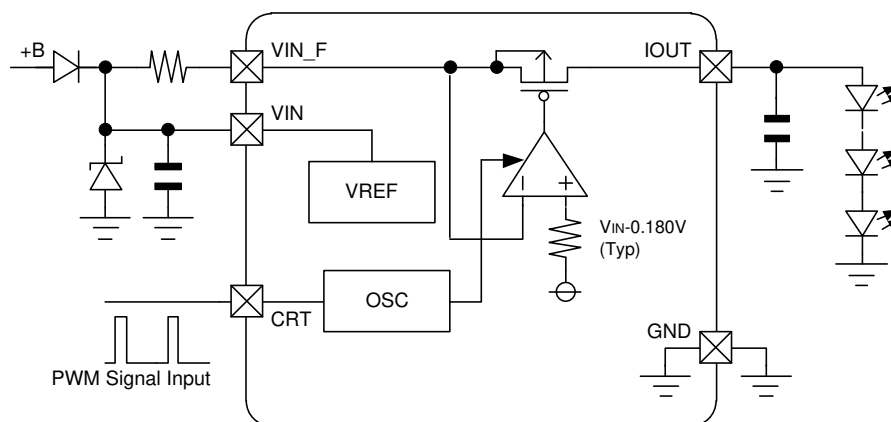 +B
VIN_F
IOUT
VIN
VREF
VIN-0.180V
(Typ)
OSC
CRT
GND
PWM Signal Input
− +